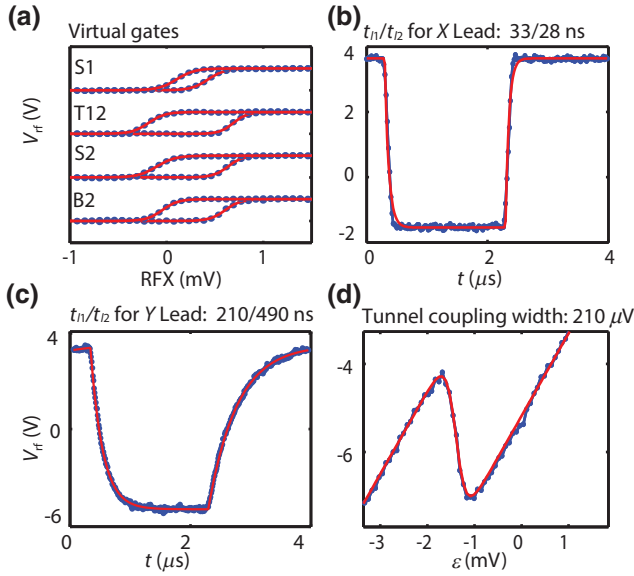 (a) Virtual gates
S1
T12
S2
B2
V_rf (V)
-1 0 1
RFX (mV)
(b) t_l1/t_l2 for X Lead: 33/28 ns
4
2
0
-2
0 2 4
t (μs)
(c) t_l1/t_l2 for Y Lead: 210/490 ns
4
0
-6
V_rf (V)
0 2 4
t (μs)
(d) Tunnel coupling width: 210 μV
-4
-6
-3 -2 -1 0 1
ε (mV)